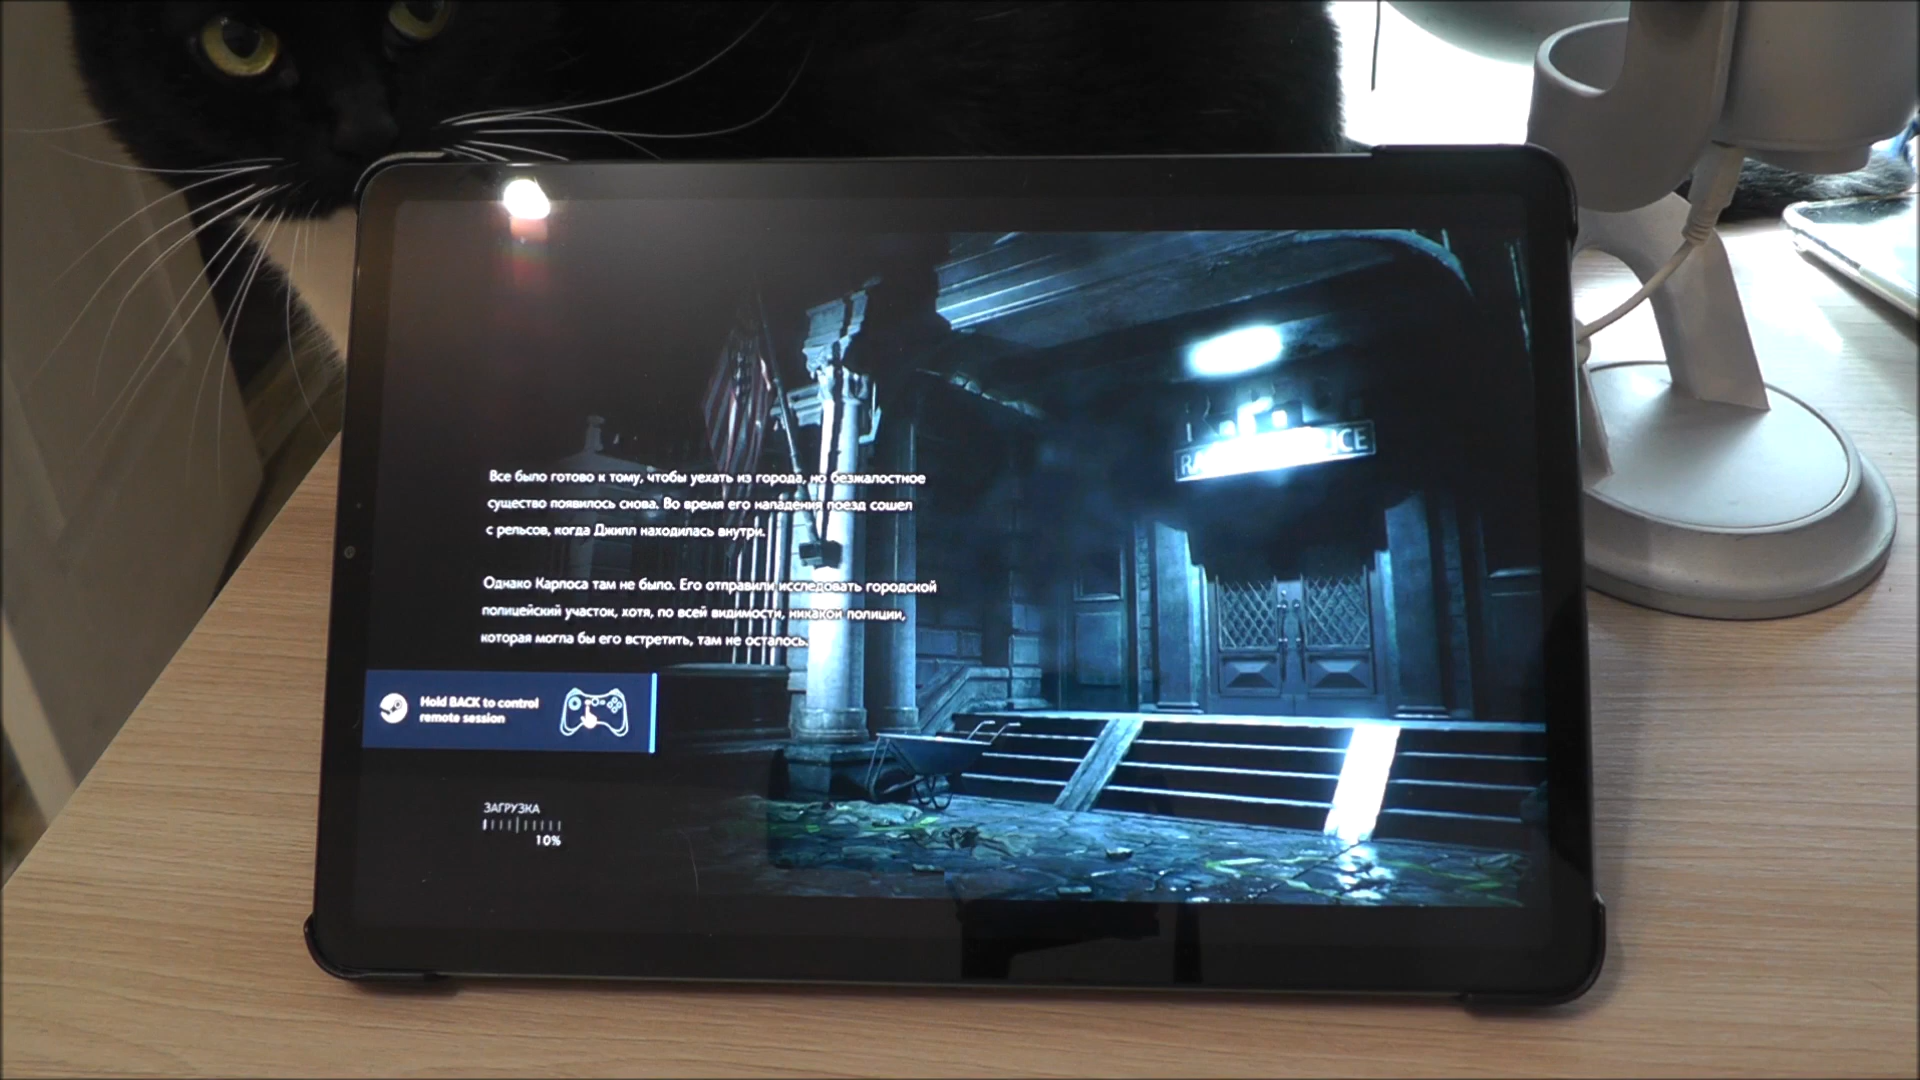 Все было готово к тому, чтобы уехать из города, но безжалостное
существо появилось снова. Во время его нападения поезд сошел
с рельсов, когда Джилл находилась внутри.
Однако Карлоса там не было. Его отправили исследовать городской
полицейский участок, хотя, по всей видимости, никакой полиции,
которая могла бы его встретить, там не осталось.
Hold BACK to control
remote session
ЗАГРУЗКА
10%